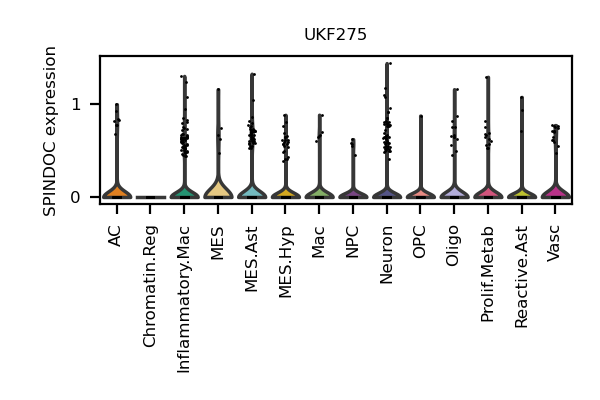 UKF275
SPINDOC expression
1
0
AC
Chromatin.Reg
Inflammatory.Mac
MES
MES.Ast
MES.Hyp
Mac
NPC
Neuron
OPC
Oligo
Prolif.Metab
Reactive.Ast
Vasc